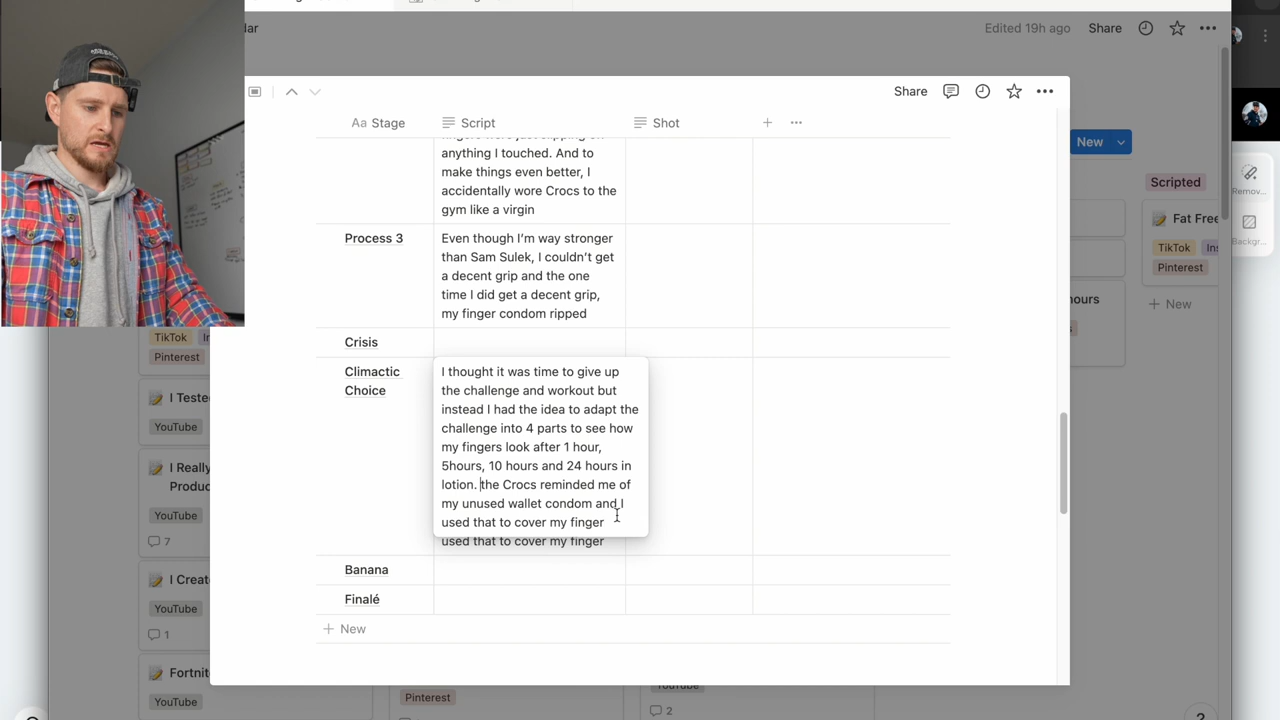 dar
Edited 19h ago
Share
Share
Aa Stage
Script
Shot
New
Scripted
anything I touched. And to
make things even better, I
accidentally wore Crocs to the
gym like a virgin
Remov...
Fat Free
TikTok
Ins
Pinterest
Backgr...
Process 3
Even though I'm way stronger
than Sam Sulek, I couldn't get
a decent grip and the one
time I did get a decent grip,
my finger condom ripped
ours
New
TikTok
Pinterest
Crisis
Climactic
Choice
I thought it was time to give up
the challenge and workout but
instead I had the idea to adapt the
challenge into 4 parts to see how
my fingers look after 1 hour,
5hours, 10 hours and 24 hours in
lotion. the Crocs reminded me of
my unused wallet condom and I
used that to cover my finger
used that to cover my finger
I Teste
YouTube
I Really
Produc
YouTube
7
I Creat
YouTube
1
Banana
Finalé
+ New
Fortnit
YouTube
Pinterest
YouTube
2
?